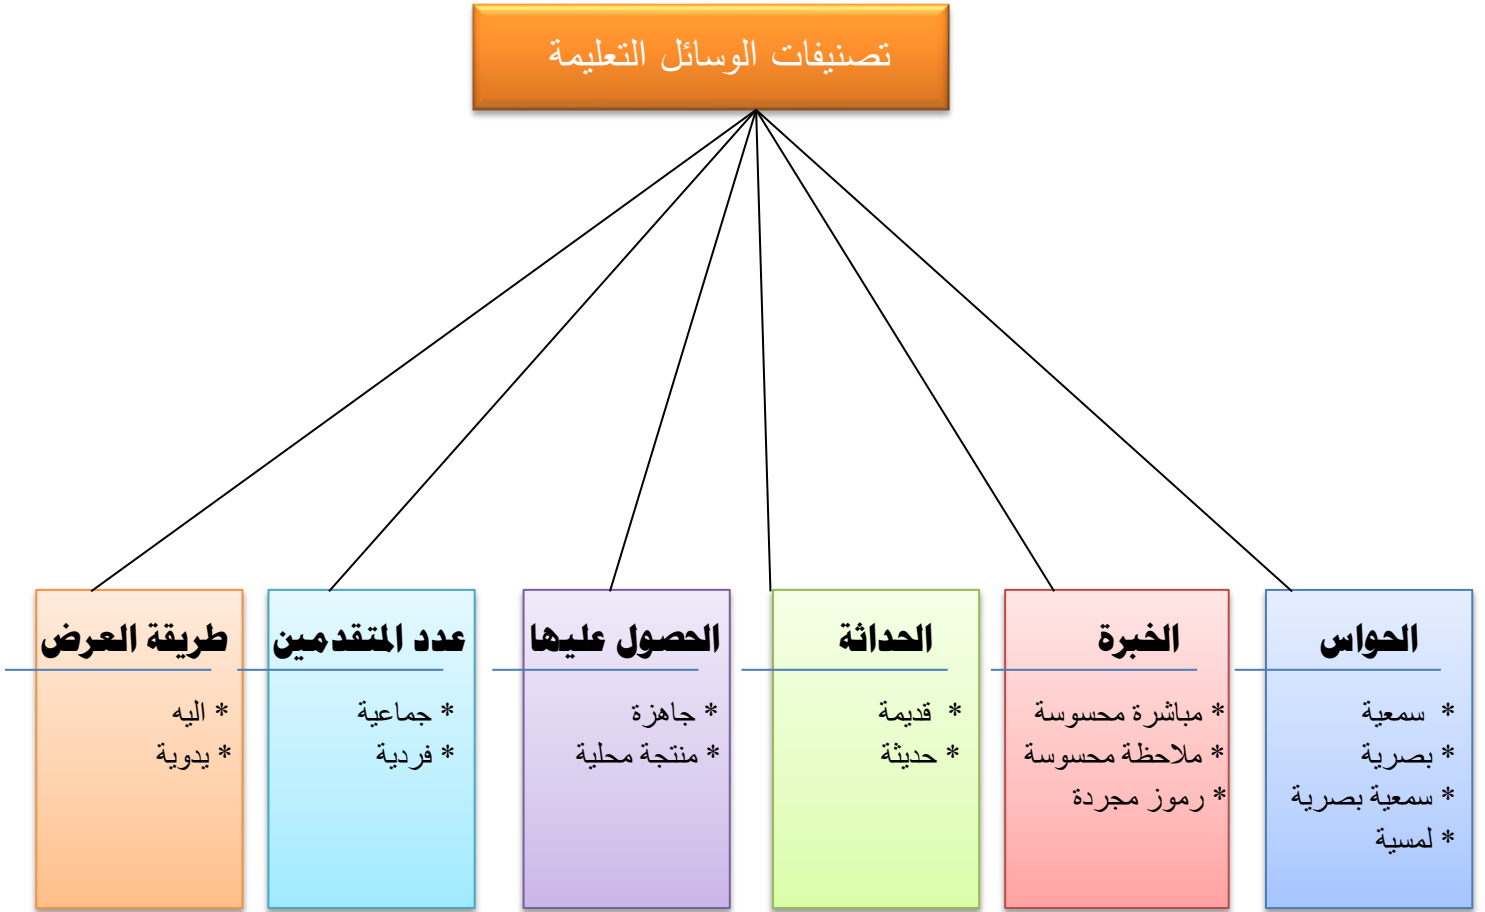 تصنيفات الوسائل التعليمة
الحواس
* سمعية
* بصرية
* سمعية بصرية
* لمسية
الخبرة
* مباشرة محسوسة
* ملاحظة محسوسة
* رموز مجردة
الحداثة
* قديمة
* حديثة
الحصول عليها
* جاهزة
* منتجة محلية
عدد المتقدمين
* جماعية
* فردية
طريقة العرض
* اليه
* يدوية